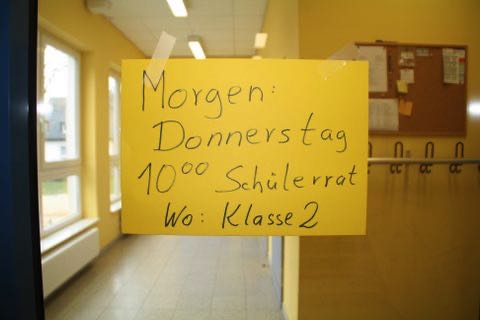 Morgen:
Donnerstag
10⁰⁰ Schülerrat
Wo: Klasse 2